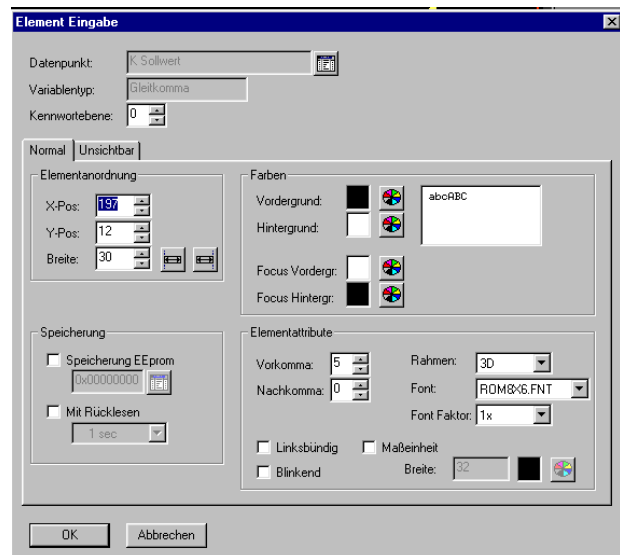 Element Eingabe
Datenpunkt: K Sollwert
Variablentyp: Gleitkomma
Kennwortebene: 0
Normal Unsichtbar
Elementanordnung
X-Pos: 197
Y-Pos: 12
Breite: 30
Farben
Vordergrund: abcABC
Hintergrund:
Focus Vordergr:
Focus Hintergr:
Speicherung
Speicherung EEprom
0x00000000
Mit Rücklesen
1 sec
Elementattribute
Vorkomma: 5 Rahmen: 3D
Nachkomma: 0 Font: ROM8X6.FNT
Font Faktor: 1x
Linksbündig Maßeinheit
Blinkend Breite: 32
OK Abbrechen